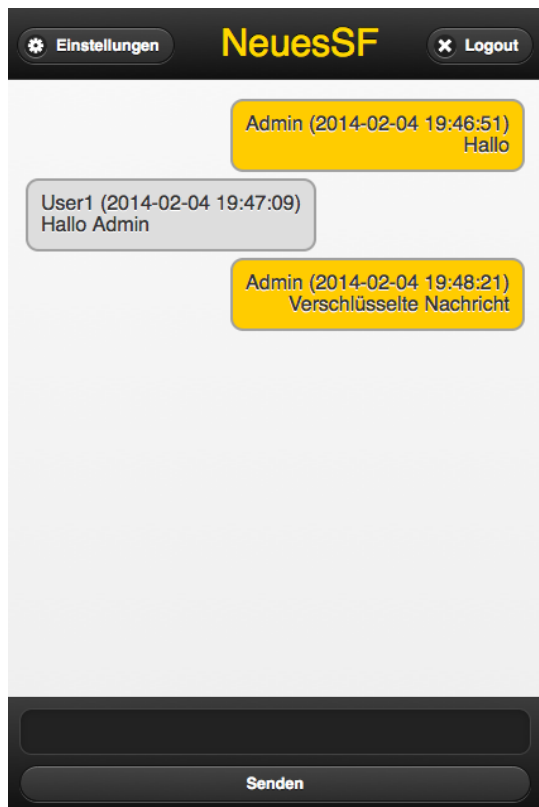 Einstellungen
NeuesSF
Logout
Admin (2014-02-04 19:46:51)
Hallo
User1 (2014-02-04 19:47:09)
Hallo Admin
Admin (2014-02-04 19:48:21)
Verschlüsselte Nachricht
Senden